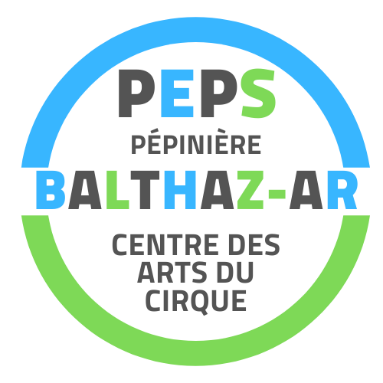 PEPS
PÉPINIÈRE
BALTHAZ-AR
CENTRE DES
ARTS DU
CIRQUE